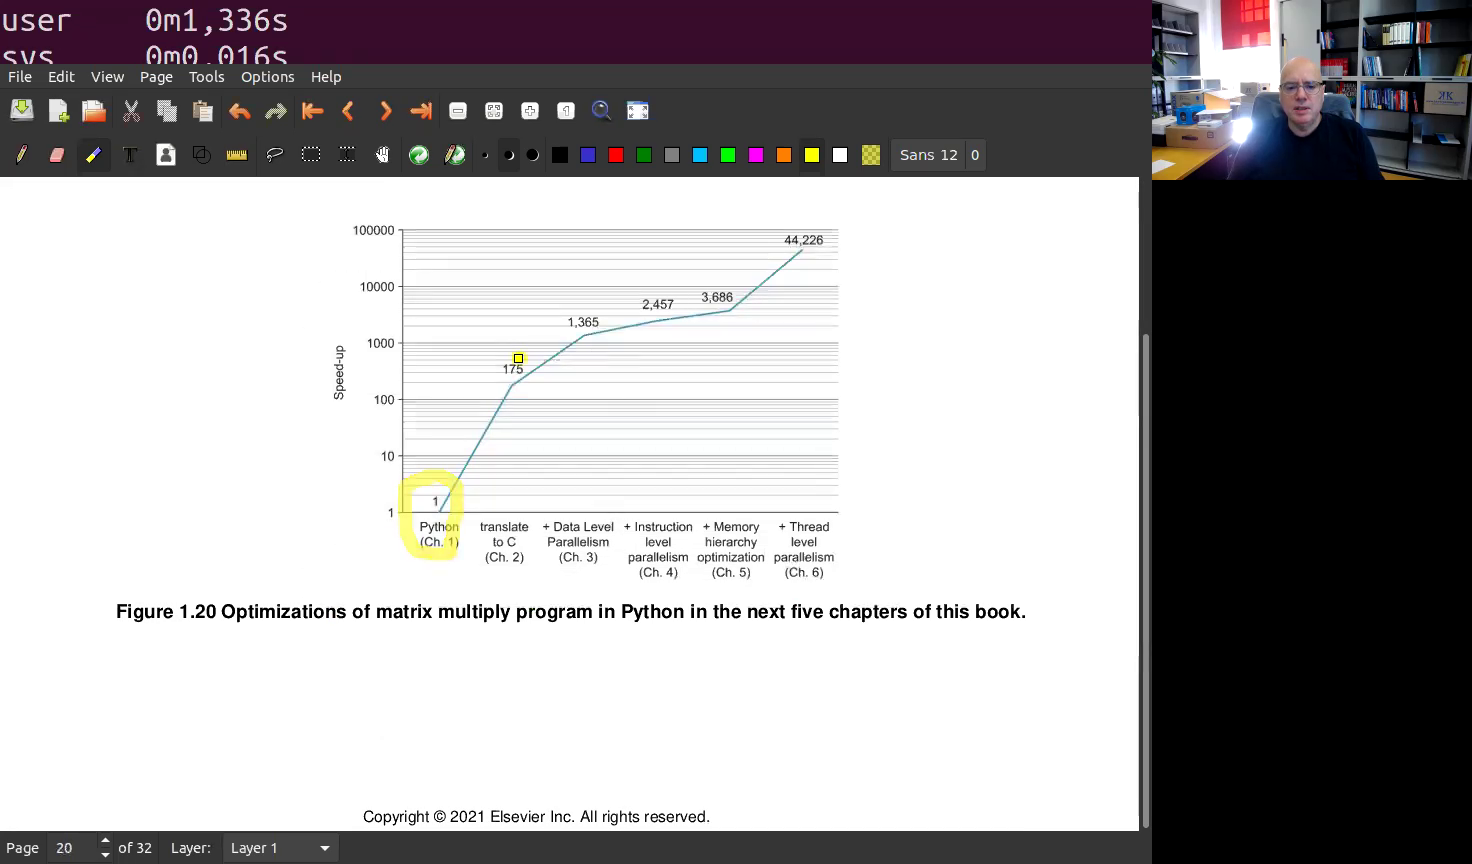 user 0m1,336s
sys 0m0.016s
File Edit View Page Tools Options Help
Sans 12 0
100000
10000
1000
100
10
1
Speed-up
1
175
1,365
2,457
3,686
44,226
Python
(Ch. 1)
translate
to C
(Ch. 2)
+ Data Level
Parallelism
(Ch. 3)
+ Instruction
level
parallelism
(Ch. 4)
+ Memory
hierarchy
optimization
(Ch. 5)
+ Thread
level
parallelism
(Ch. 6)
Figure 1.20 Optimizations of matrix multiply program in Python in the next five chapters of this book.
Copyright © 2021 Elsevier Inc. All rights reserved.
Page 20 of 32 Layer: Layer 1